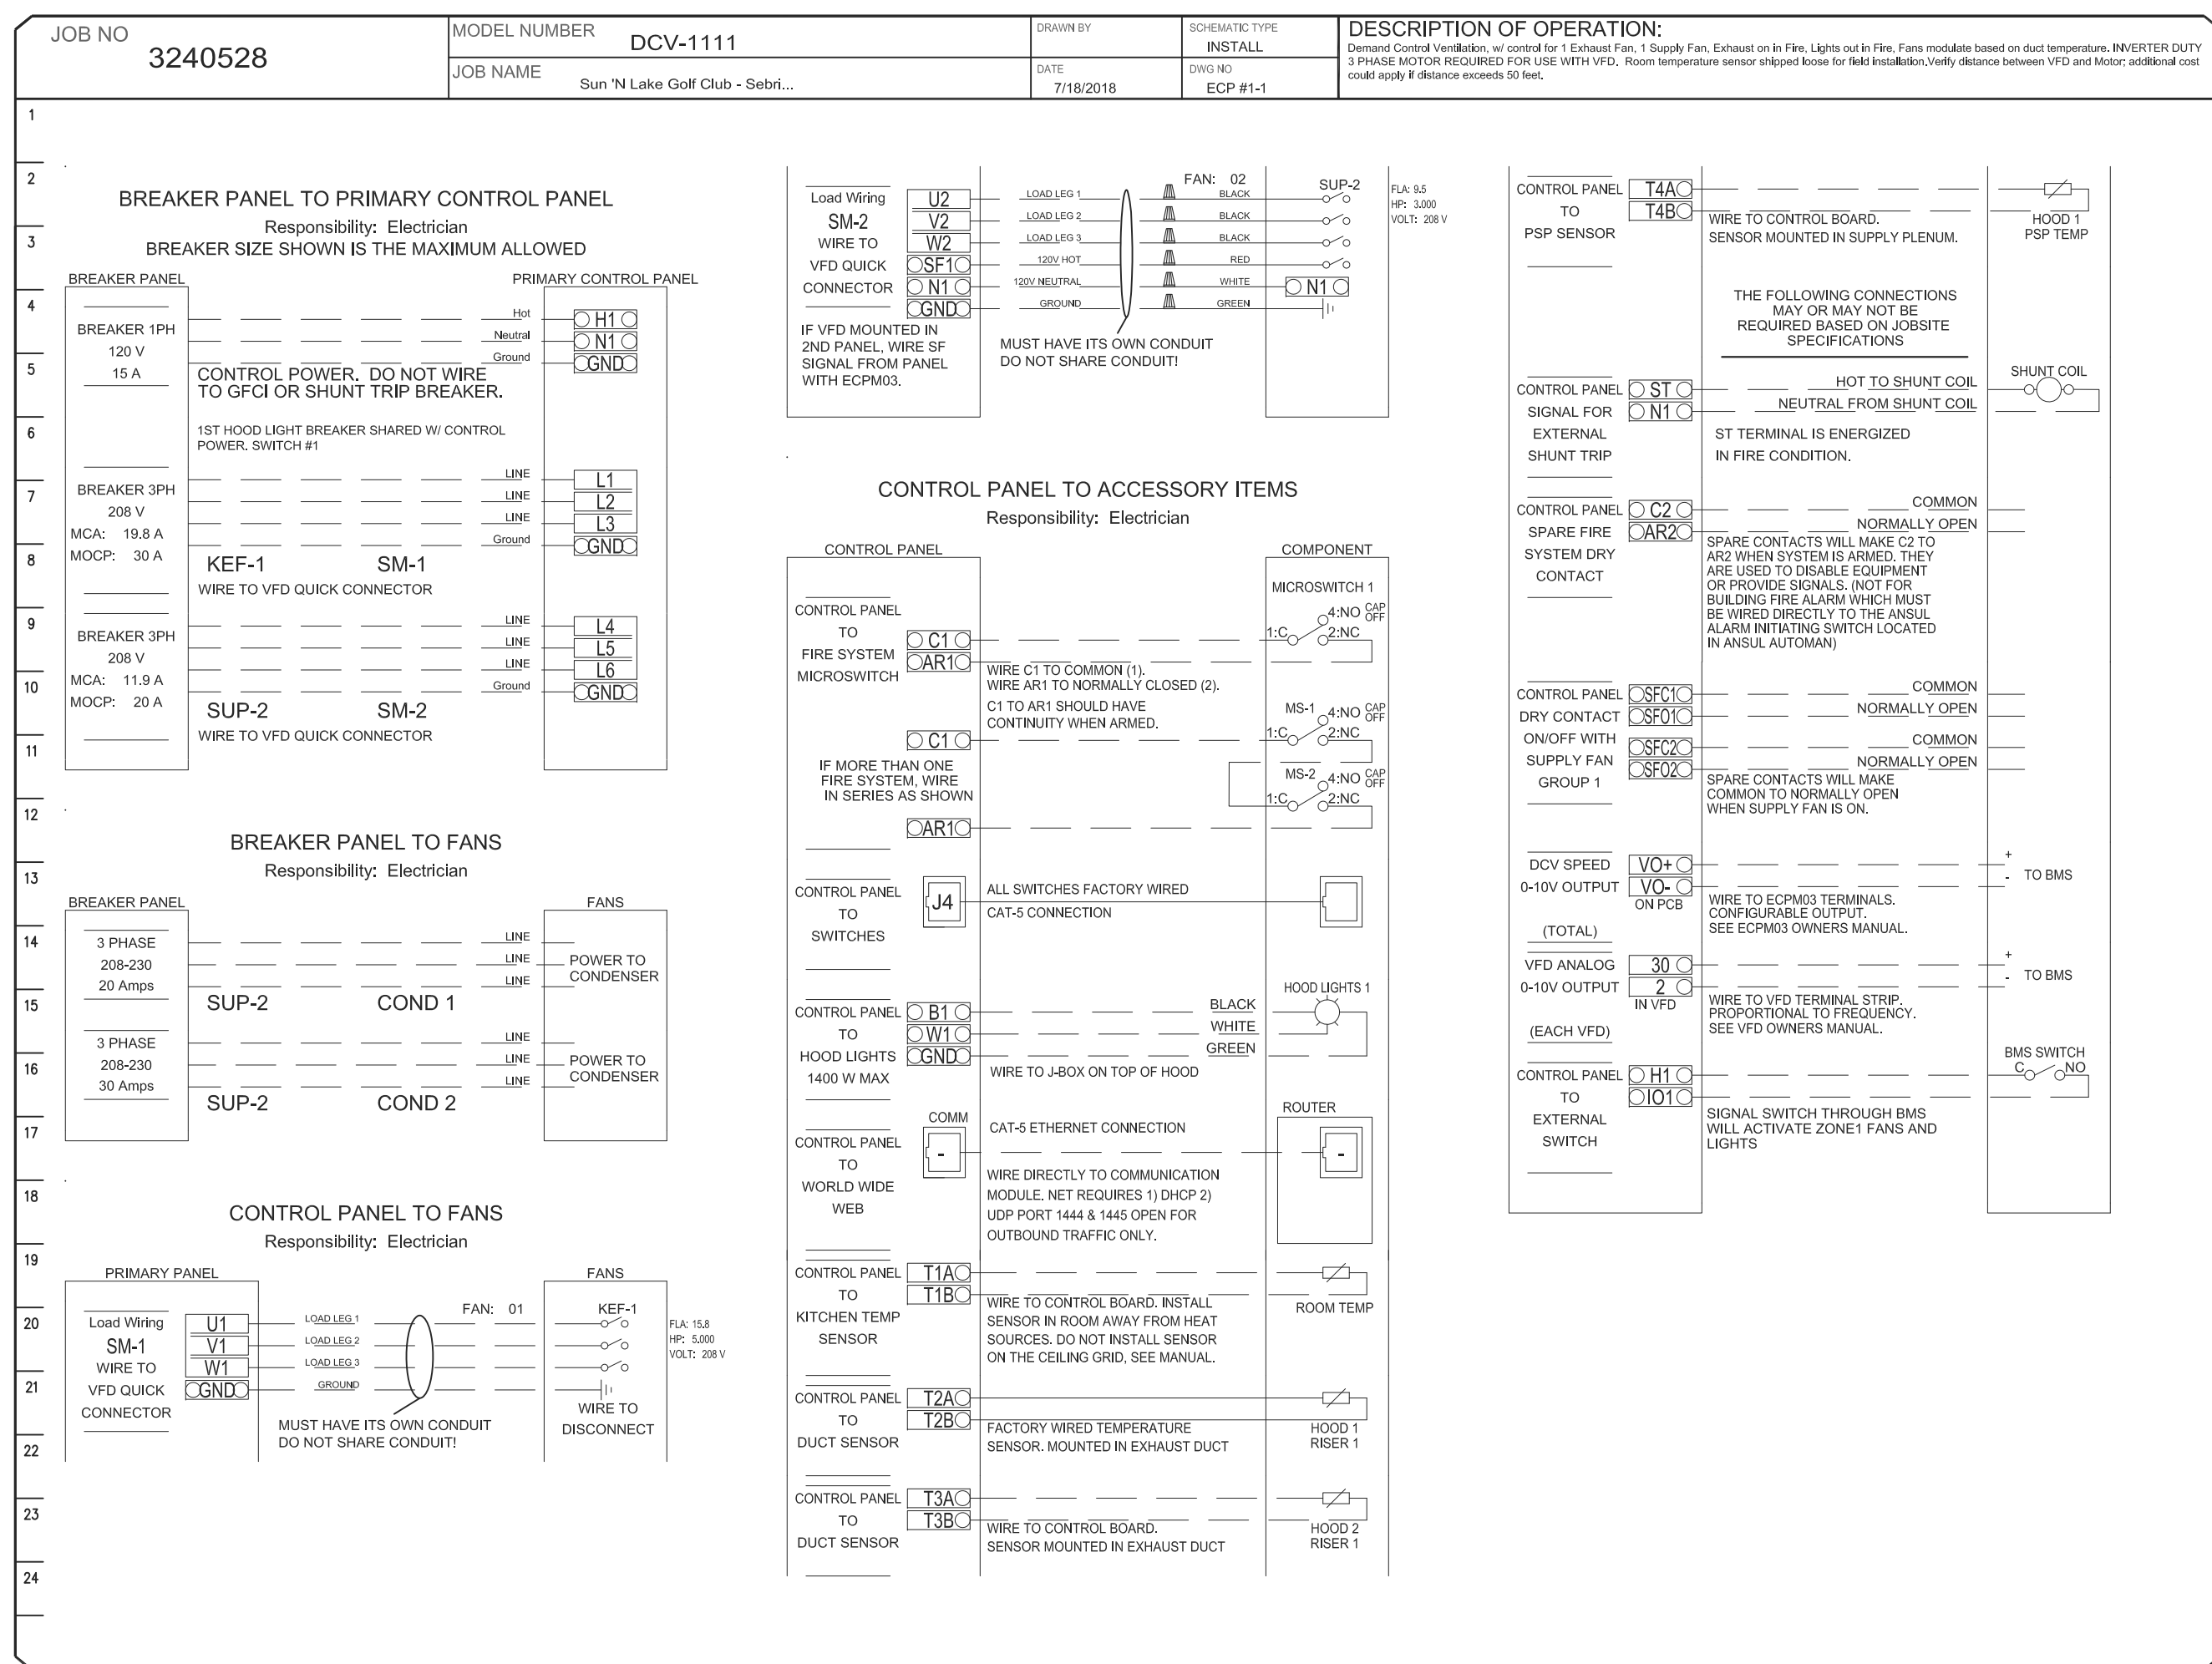 JOB NO
3240528
MODEL NUMBER
DCV-1111
JOB NAME
Sun 'N Lake Golf Club - Sebri...
DRAWN BY
DATE
7/18/2018
SCHEMATIC TYPE
INSTALL
DWG NO
ECP #1-1
DESCRIPTION OF OPERATION:
Demand Control Ventilation, w/ control for 1 Exhaust Fan, 1 Supply Fan, Exhaust on in Fire, Lights out in Fire, Fans modulate based on duct temperature. INVERTER DUTY
3 PHASE MOTOR REQUIRED FOR USE WITH VFD. Room temperature sensor shipped loose for field installation.Verify distance between VFD and Motor; additional cost
could apply if distance exceeds 50 feet.
1
2
3
4
5
6
7
8
9
10
11
12
13
14
15
16
17
18
19
20
21
22
23
24
BREAKER PANEL TO PRIMARY CONTROL PANEL
Responsibility: Electrician
BREAKER SIZE SHOWN IS THE MAXIMUM ALLOWED
BREAKER PANEL
PRIMARY CONTROL PANEL
BREAKER 1PH
120 V
15 A
Hot
H1
Neutral
N1
Ground
GND
CONTROL POWER. DO NOT WIRE
TO GFCI OR SHUNT TRIP BREAKER.
1ST HOOD LIGHT BREAKER SHARED W/ CONTROL
POWER. SWITCH #1
BREAKER 3PH
208 V
MCA: 19.8 A
MOCP: 30 A
LINE
L1
LINE
L2
LINE
L3
Ground
GND
KEF-1
SM-1
WIRE TO VFD QUICK CONNECTOR
BREAKER 3PH
208 V
MCA: 11.9 A
MOCP: 20 A
LINE
L4
LINE
L5
LINE
L6
Ground
GND
SUP-2
SM-2
WIRE TO VFD QUICK CONNECTOR
BREAKER PANEL TO FANS
Responsibility: Electrician
BREAKER PANEL
FANS
3 PHASE
208-230
20 Amps
LINE
LINE
LINE
POWER TO
CONDENSER
SUP-2
COND 1
3 PHASE
208-230
30 Amps
LINE
LINE
LINE
POWER TO
CONDENSER
SUP-2
COND 2
CONTROL PANEL TO FANS
Responsibility: Electrician
PRIMARY PANEL
FANS
Load Wiring
SM-1
WIRE TO
VFD QUICK
CONNECTOR
U1
V1
W1
GND
LOAD LEG 1
LOAD LEG 2
LOAD LEG 3
GROUND
FAN: 01
KEF-1
FLA: 15.8
HP: 5.000
VOLT: 208 V
WIRE TO
DISCONNECT
MUST HAVE ITS OWN CONDUIT
DO NOT SHARE CONDUIT!
Load Wiring
SM-2
WIRE TO
VFD QUICK
CONNECTOR
U2
V2
W2
SF1
N1
GND
LOAD LEG 1
LOAD LEG 2
LOAD LEG 3
120V HOT
120V NEUTRAL
GROUND
FAN: 02
BLACK
BLACK
BLACK
RED
WHITE
GREEN
SUP-2
N1
FLA: 9.5
HP: 3.000
VOLT: 208 V
IF VFD MOUNTED IN
2ND PANEL, WIRE SF
SIGNAL FROM PANEL
WITH ECPM03.
MUST HAVE ITS OWN CONDUIT
DO NOT SHARE CONDUIT!
CONTROL PANEL TO ACCESSORY ITEMS
Responsibility: Electrician
CONTROL PANEL
COMPONENT
CONTROL PANEL
TO
FIRE SYSTEM
MICROSWITCH
C1
AR1
MICROSWITCH 1
4:NO CAP OFF
1:C
2:NC
WIRE C1 TO COMMON (1).
WIRE AR1 TO NORMALLY CLOSED (2).
C1 TO AR1 SHOULD HAVE
CONTINUITY WHEN ARMED.
C1
IF MORE THAN ONE
FIRE SYSTEM, WIRE
IN SERIES AS SHOWN
AR1
MS-1
4:NO CAP OFF
1:C
2:NC
MS-2
4:NO CAP OFF
1:C
2:NC
CONTROL PANEL
TO
SWITCHES
J4
ALL SWITCHES FACTORY WIRED
CAT-5 CONNECTION
CONTROL PANEL
TO
HOOD LIGHTS
1400 W MAX
B1
W1
GND
BLACK
WHITE
GREEN
HOOD LIGHTS 1
WIRE TO J-BOX ON TOP OF HOOD
CONTROL PANEL
TO
WORLD WIDE
WEB
COMM
-
CAT-5 ETHERNET CONNECTION
ROUTER
-
WIRE DIRECTLY TO COMMUNICATION
MODULE. NET REQUIRES 1) DHCP 2)
UDP PORT 1444 & 1445 OPEN FOR
OUTBOUND TRAFFIC ONLY.
CONTROL PANEL
TO
KITCHEN TEMP
SENSOR
T1A
T1B
ROOM TEMP
WIRE TO CONTROL BOARD. INSTALL
SENSOR IN ROOM AWAY FROM HEAT
SOURCES. DO NOT INSTALL SENSOR
ON THE CEILING GRID, SEE MANUAL.
CONTROL PANEL
TO
DUCT SENSOR
T2A
T2B
FACTORY WIRED TEMPERATURE
SENSOR. MOUNTED IN EXHAUST DUCT
HOOD 1
RISER 1
CONTROL PANEL
TO
DUCT SENSOR
T3A
T3B
WIRE TO CONTROL BOARD.
SENSOR MOUNTED IN EXHAUST DUCT
HOOD 2
RISER 1
CONTROL PANEL
TO
PSP SENSOR
T4A
T4B
WIRE TO CONTROL BOARD.
SENSOR MOUNTED IN SUPPLY PLENUM.
HOOD 1
PSP TEMP
THE FOLLOWING CONNECTIONS
MAY OR MAY NOT BE
REQUIRED BASED ON JOBSITE
SPECIFICATIONS
CONTROL PANEL
SIGNAL FOR
EXTERNAL
SHUNT TRIP
ST
N1
HOT TO SHUNT COIL
NEUTRAL FROM SHUNT COIL
SHUNT COIL
ST TERMINAL IS ENERGIZED
IN FIRE CONDITION.
CONTROL PANEL
SPARE FIRE
SYSTEM DRY
CONTACT
C2
AR2
COMMON
NORMALLY OPEN
SPARE CONTACTS WILL MAKE C2 TO
AR2 WHEN SYSTEM IS ARMED. THEY
ARE USED TO DISABLE EQUIPMENT
OR PROVIDE SIGNALS. (NOT FOR
BUILDING FIRE ALARM WHICH MUST
BE WIRED DIRECTLY TO THE ANSUL
ALARM INITIATING SWITCH LOCATED
IN ANSUL AUTOMAN)
CONTROL PANEL
DRY CONTACT
ON/OFF WITH
SUPPLY FAN
GROUP 1
SFC1
SFO1
SFC2
SFO2
COMMON
NORMALLY OPEN
COMMON
NORMALLY OPEN
SPARE CONTACTS WILL MAKE
COMMON TO NORMALLY OPEN
WHEN SUPPLY FAN IS ON.
DCV SPEED
0-10V OUTPUT
(TOTAL)
VO+
VO-
ON PCB
+
- TO BMS
WIRE TO ECPM03 TERMINALS.
CONFIGURABLE OUTPUT.
SEE ECPM03 OWNERS MANUAL.
VFD ANALOG
0-10V OUTPUT
(EACH VFD)
30
2
IN VFD
+
- TO BMS
WIRE TO VFD TERMINAL STRIP.
PROPORTIONAL TO FREQUENCY.
SEE VFD OWNERS MANUAL.
CONTROL PANEL
TO
EXTERNAL
SWITCH
H1
IO1
BMS SWITCH
C
NO
SIGNAL SWITCH THROUGH BMS
WILL ACTIVATE ZONE1 FANS AND
LIGHTS